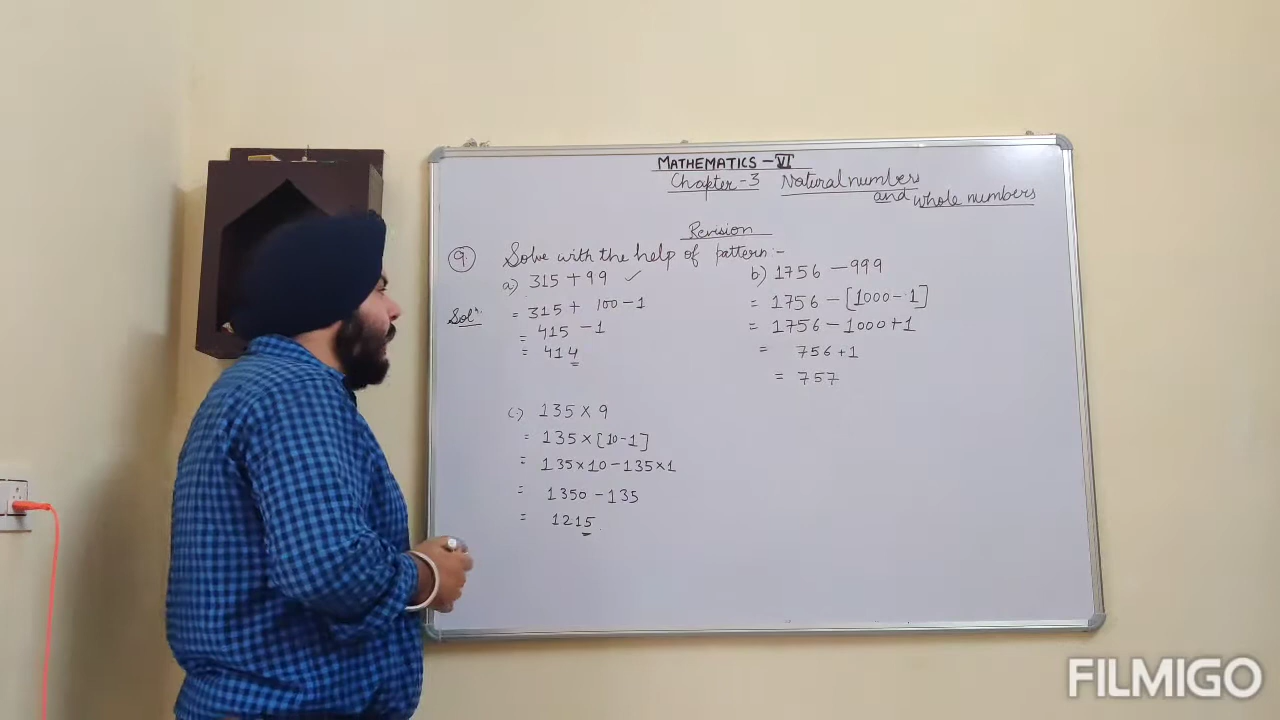 MATHEMATICS - VI
Chapter-3 Natural numbers
and whole numbers
Revision
9. Solve with the help of pattern:-
a) 315 + 99 ✓
Solⁿ.
= 315 + 100 - 1
= 415 - 1
= 414
b) 1756 - 999
= 1756 - [1000 - 1]
= 1756 - 1000 + 1
= 756 + 1
= 757
c) 135 × 9
= 135 × [10 - 1]
= 135 × 10 - 135 × 1
= 1350 - 135
= 1215
FILMIGO